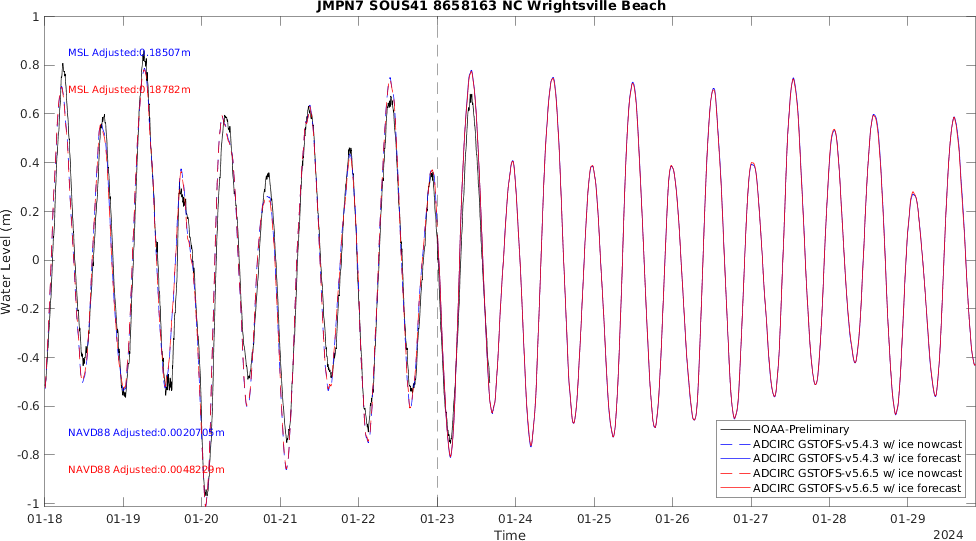 JMPN7 SOUS41 8658163 NC Wrightsville Beach
1
0.8
0.6
0.4
0.2
0
-0.2
-0.4
-0.6
-0.8
-1
Water Level (m)
MSL Adjusted:0.18507m
MSL Adjusted:0.18782m
NAVD88 Adjusted:0.0020705m
NAVD88 Adjusted:0.0048229m
NOAA-Preliminary
ADCIRC GSTOFS-v5.4.3 w/ ice nowcast
ADCIRC GSTOFS-v5.4.3 w/ ice forecast
ADCIRC GSTOFS-v5.6.5 w/ ice nowcast
ADCIRC GSTOFS-v5.6.5 w/ ice forecast
01-18 01-19 01-20 01-21 01-22 01-23 01-24 01-25 01-26 01-27 01-28 01-29
Time
2024